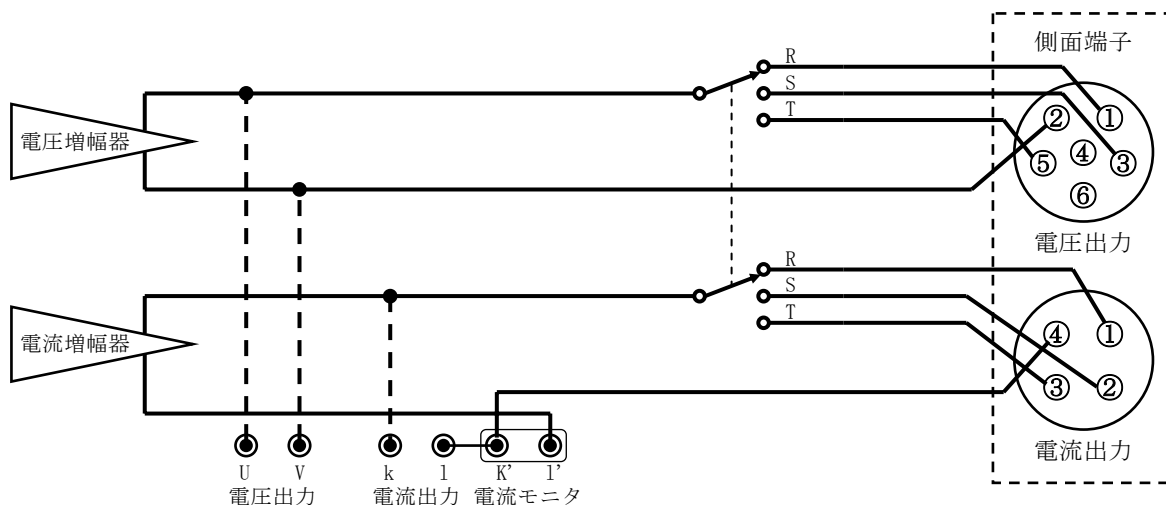 側面端子
R
S
T
電圧増幅器
② ①
④
⑤ ③
⑥
電圧出力
R
S
T
電流増幅器
④ ①
③ ②
電流出力
U V k l K' l'
電圧出力 電流出力 電流モニタ